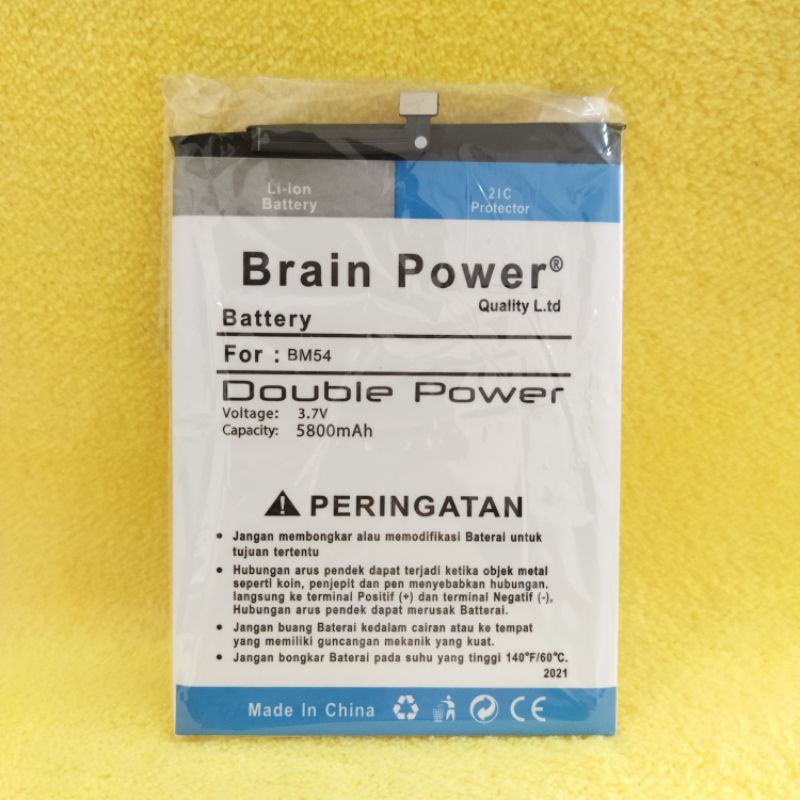 Li-ion
Battery
2IC
Protector
Brain Power®
Quality L.td
Battery
For : BM54
Double Power
Voltage: 3.7V
Capacity: 5800mAh
PERINGATAN
• Jangan membongkar alau memodifikasi Baterai untuk
tujuan tertentu
• Hubungan arus pendek dapat terjadi ketika objek metal
seperti koin, penjepit dan pen menyebabkan hubungan.
langsung ke terminal Positif (+) dan terminal Negatif (-),
Hubungan arus pendek dapat merusak Batterai.
• Jangan buang Baterai kedalam cairan atau ke tempat
yang memiliki guncangan mekanik yang kuat.
• Jangan bongkar Baterai pada suhu yang tinggi 140°F/60°C.
2021
Made In China CE